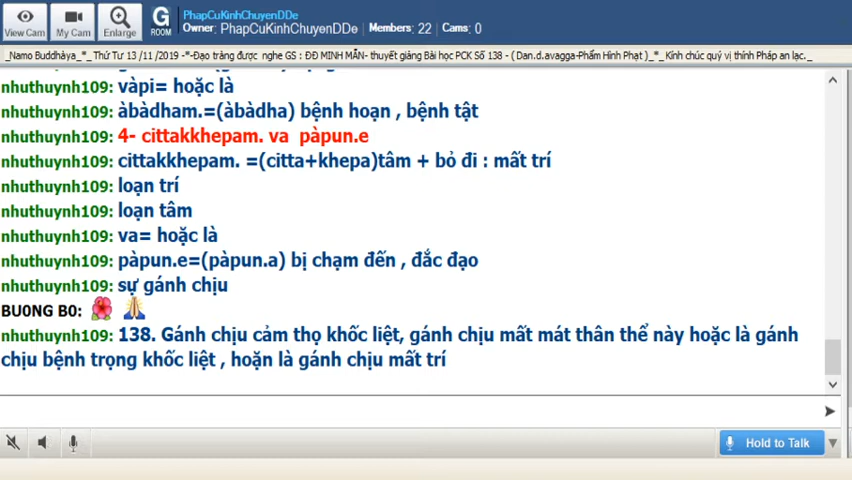 View Cam
My Cam
Enlarge
G
ROOM
PhapCuKinhChuyenDDe
Owner: PhapCuKinhChuyenDDe Members: 22 Cams: 0
_Namo Buddhàya_*_ Thứ Tư 13 /11 /2019 -*-Đạo tràng được nghe GS : ĐĐ MINH MẪN- thuyết giảng Bài học PCK Số 138 - ( Dan.d.avagga-Phẩm Hình Phạt )_*_ Kính chúc quý vị thính Pháp an lạc._
nhuthuynh109: vàpi= hoặc là
nhuthuynh109: àbàdham.=(àbàdha) bệnh hoạn , bệnh tật
nhuthuynh109: 4- cittakkhepam. va pàpun.e
nhuthuynh109: cittakkhepam. =(citta+khepa)tâm + bỏ đi : mất trí
nhuthuynh109: loạn trí
nhuthuynh109: loạn tâm
nhuthuynh109: va= hoặc là
nhuthuynh109: pàpun.e=(pàpun.a) bị chạm đến , đắc đạo
nhuthuynh109: sự gánh chịu
BU0NG B0:
nhuthuynh109: 138. Gánh chịu cảm thọ khốc liệt, gánh chịu mất mát thân thể này hoặc là gánh
chịu bệnh trọng khốc liệt , hoặn là gánh chịu mất trí
Hold to Talk